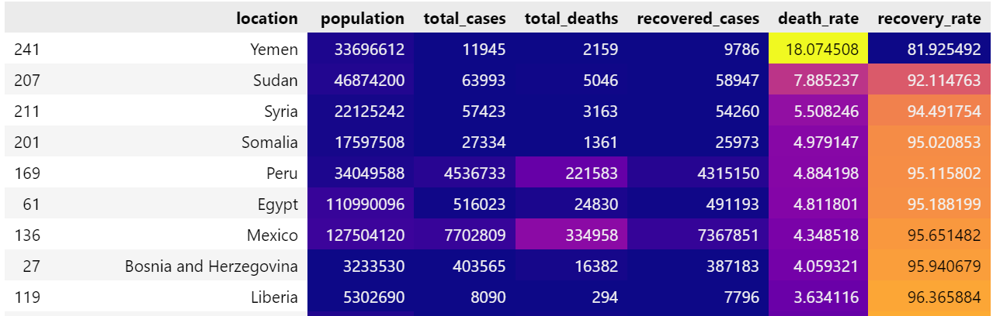 location population total_cases total_deaths recovered_cases death_rate recovery_rate
241 Yemen 33696612 11945 2159 9786 18.074508 81.925492
207 Sudan 46874200 63993 5046 58947 7.885237 92.114763
211 Syria 22125242 57423 3163 54260 5.508246 94.491754
201 Somalia 17597508 27334 1361 25973 4.979147 95.020853
169 Peru 34049588 4536733 221583 4315150 4.884198 95.115802
61 Egypt 110990096 516023 24830 491193 4.811801 95.188199
136 Mexico 127504120 7702809 334958 7367851 4.348518 95.651482
27 Bosnia and Herzegovina 3233530 403565 16382 387183 4.059321 95.940679
119 Liberia 5302690 8090 294 7796 3.634116 96.365884